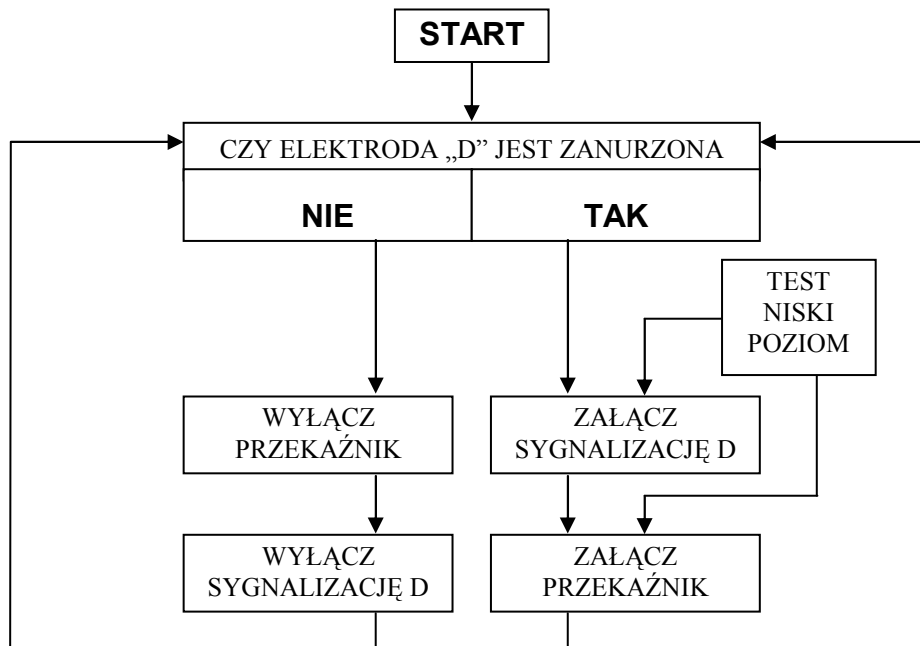 START
CZY ELEKTRODA „D” JEST ZANURZONA
NIE
TAK
TEST
NISKI
POZIOM
WYŁĄCZ
PRZEKAŹNIK
ZAŁĄCZ
SYGNALIZACJĘ D
WYŁĄCZ
SYGNALIZACJĘ D
ZAŁĄCZ
PRZEKAŹNIK